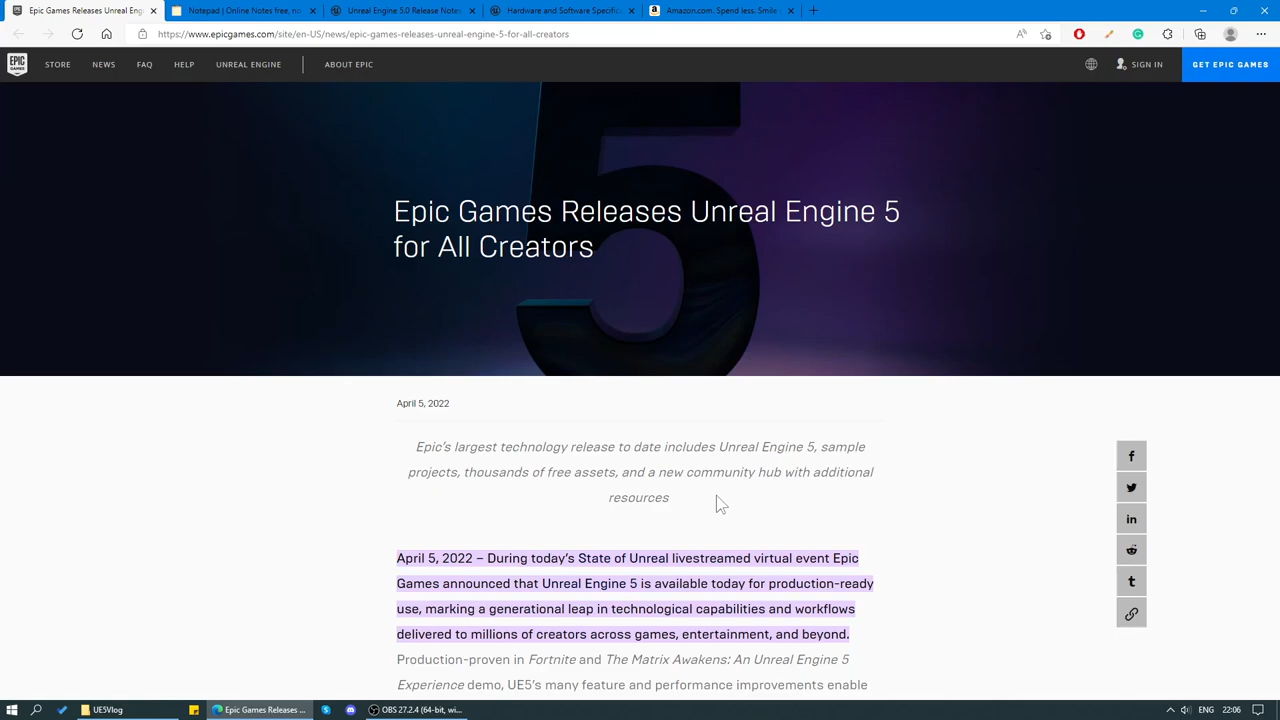 Epic Games Releases Unreal Eng
Notepad | Online Notes free, no
Unreal Engine 5.0 Release Notes
Hardware and Software Specific
Amazon.com. Spend less. Smile
https://www.epicgames.com/site/en-US/news/epic-games-releases-unreal-engine-5-for-all-creators
EPIC GAMES
STORE
NEWS
FAQ
HELP
UNREAL ENGINE
ABOUT EPIC
SIGN IN
GET EPIC GAMES
Epic Games Releases Unreal Engine 5
for All Creators
April 5, 2022
Epic's largest technology release to date includes Unreal Engine 5, sample
projects, thousands of free assets, and a new community hub with additional
resources
April 5, 2022 – During today's State of Unreal livestreamed virtual event Epic
Games announced that Unreal Engine 5 is available today for production-ready
use, marking a generational leap in technological capabilities and workflows
delivered to millions of creators across games, entertainment, and beyond.
Production-proven in Fortnite and The Matrix Awakens: An Unreal Engine 5
Experience demo, UE5's many feature and performance improvements enable
UE5Vlog
Epic Games Releases ...
OBS 27.2.4 (64-bit, wi...
ENG
22:06